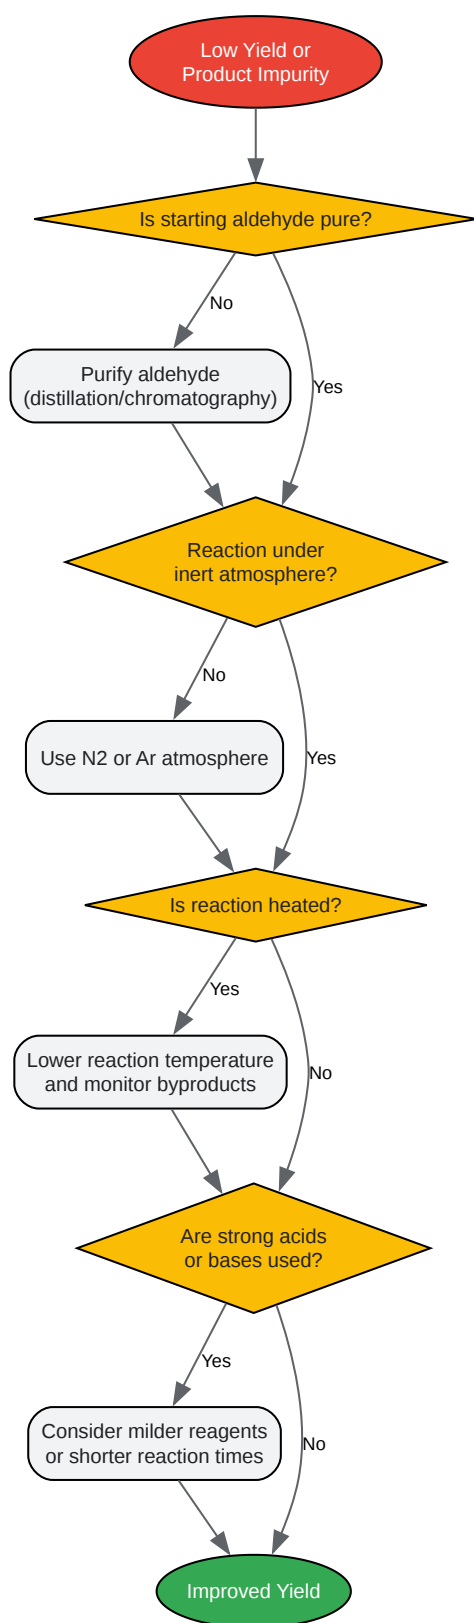 Low Yield or
Product Impurity
Is starting aldehyde pure?
No
Purify aldehyde
(distillation/chromatography)
Yes
Reaction under
inert atmosphere?
No
Use N2 or Ar atmosphere
Yes
Is reaction heated?
Yes
Lower reaction temperature
and monitor byproducts
No
Are strong acids
or bases used?
Yes
Consider milder reagents
or shorter reaction times
No
Improved Yield